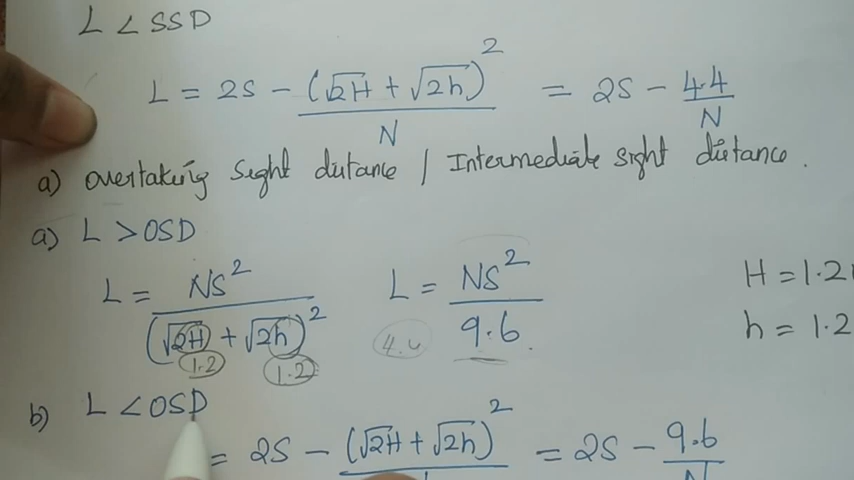 L < SSD
L = 2S - (√2H + √2h)² / N = 2S - 4.4 / N
a) Overtaking Sight distance / Intermediate sight distance.
a) L > OSD
L = NS² / (√2H + √2h)² L = NS² / 9.6 H = 1.2
1.2 1.2 h = 1.2
b) L < OSD
= 2S - (√2H + √2h)² = 2S - 9.6 / N